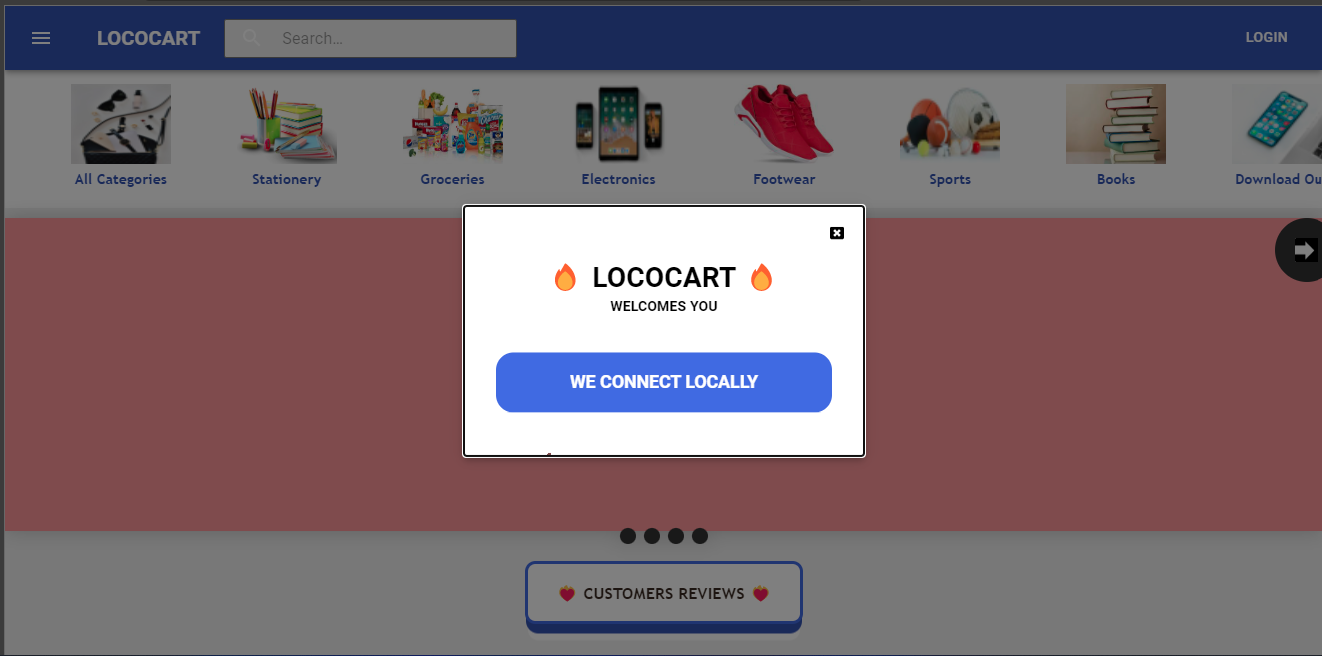 LOCOCART
Search...
LOGIN
All Categories
Stationery
Groceries
Electronics
Footwear
Sports
Books
Download Ou
LOCOCART
WELCOMES YOU
WE CONNECT LOCALLY
CUSTOMERS REVIEWS